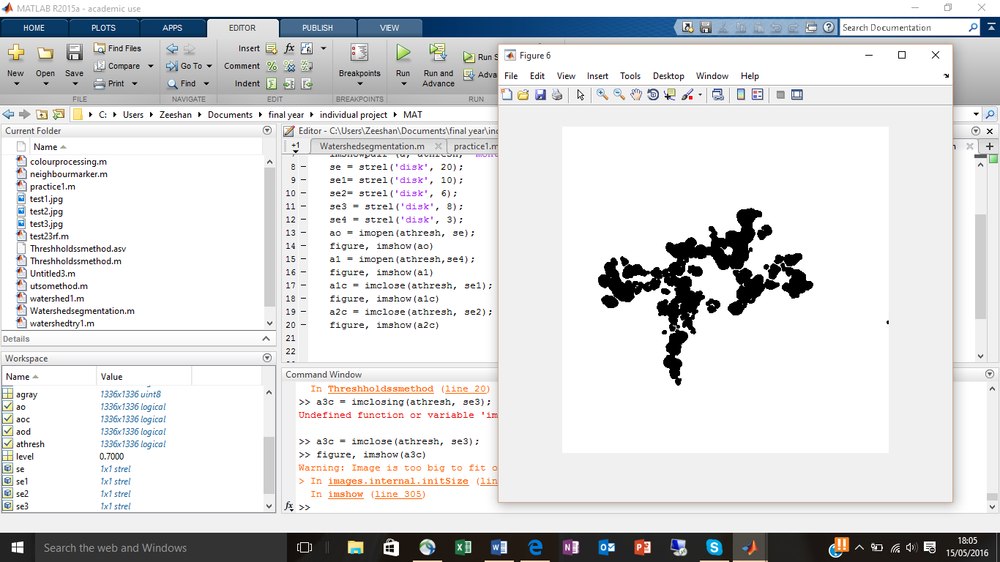 MATLAB R2015a - academic use
HOME PLOTS APPS EDITOR PUBLISH VIEW
Search Documentation
New Open Save
Find Files
Compare
Print
Go To
Find
Insert
Comment
Indent
Breakpoints
Run
Run and Advance
Run S
Adva
FILE NAVIGATE EDIT BREAKPOINTS RUN
C: Users Zeeshan Documents final year individual project MAT
Current Folder
Name
colourprocessing.m
neighbourmarker.m
practice1.m
test1.jpg
test2.jpg
test3.jpg
test23rf.m
Threshholdssmethod.asv
Threshholdssmethod.m
Untitled3.m
utsomethod.m
watershed1.m
Watershedsegmentation.m
watershedtry1.m
Details
Workspace
Name Value
agray 1336x1336 uint8
ao 1336x1336 logical
aoc 1336x1336 logical
aod 1336x1336 logical
athresh 1336x1336 logical
level 0.7000
se 1x1 strel
se1 1x1 strel
se2 1x1 strel
se3 1x1 strel
Editor - C:\Users\Zeeshan\Documents\final year\ind
+1 Watershedsegmentation.m practice1.m
8 se = strel('disk', 20);
9 se1= strel('disk', 10);
10 se2= strel('disk', 6);
11 se3 = strel('disk', 8);
12 se4 = strel('disk', 3);
13 ao = imopen(athresh, se);
14 figure, imshow(ao)
15 a1 = imopen(athresh,se4);
16 figure, imshow(a1)
17 a1c = imclose(athresh, se1);
18 figure, imshow(a1c)
19 a2c = imclose(athresh, se2);
20 figure, imshow(a2c)
21
22
Command Window
In Threshholdssmethod (line 20)
>> a3c = imclosing(athresh, se3);
Undefined function or variable 'im
>> a3c = imclose(athresh, se3);
>> figure, imshow(a3c)
Warning: Image is too big to fit o
> In images.internal.initSize (lin
In imshow (line 305)
fx >>
Figure 6
File Edit View Insert Tools Desktop Window Help
Search the web and Windows
18:05
15/05/2016